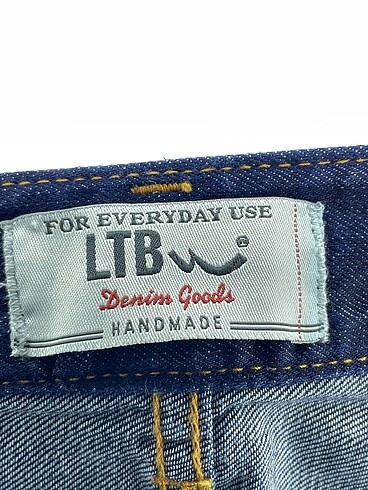 FOR EVERYDAY USE
LTB ®
Denim Goods
HANDMADE